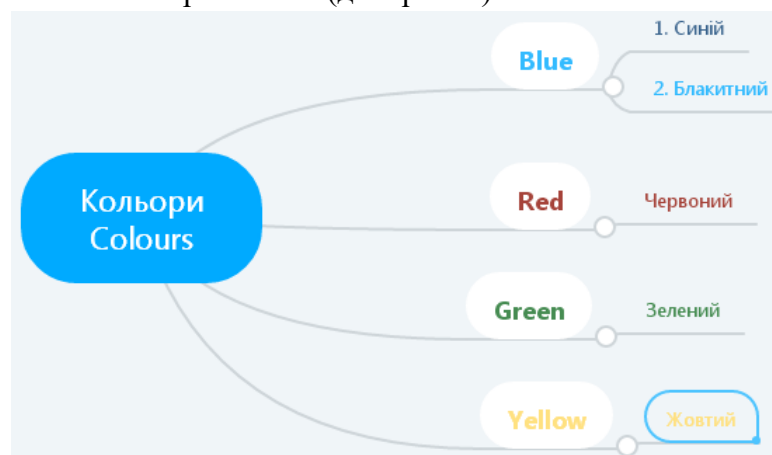 Кольори
Colours
Blue
1. Синій
2. Блакитний
Red
Червоний
Green
Зелений
Yellow
Жовтий